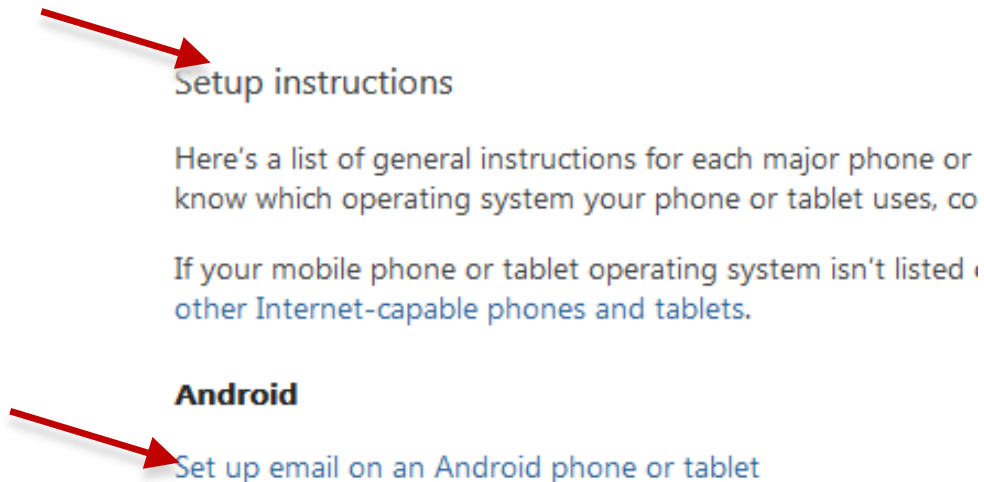 Setup instructions
Here's a list of general instructions for each major phone or
know which operating system your phone or tablet uses, co
If your mobile phone or tablet operating system isn't listed
other Internet-capable phones and tablets.
Android
Set up email on an Android phone or tablet